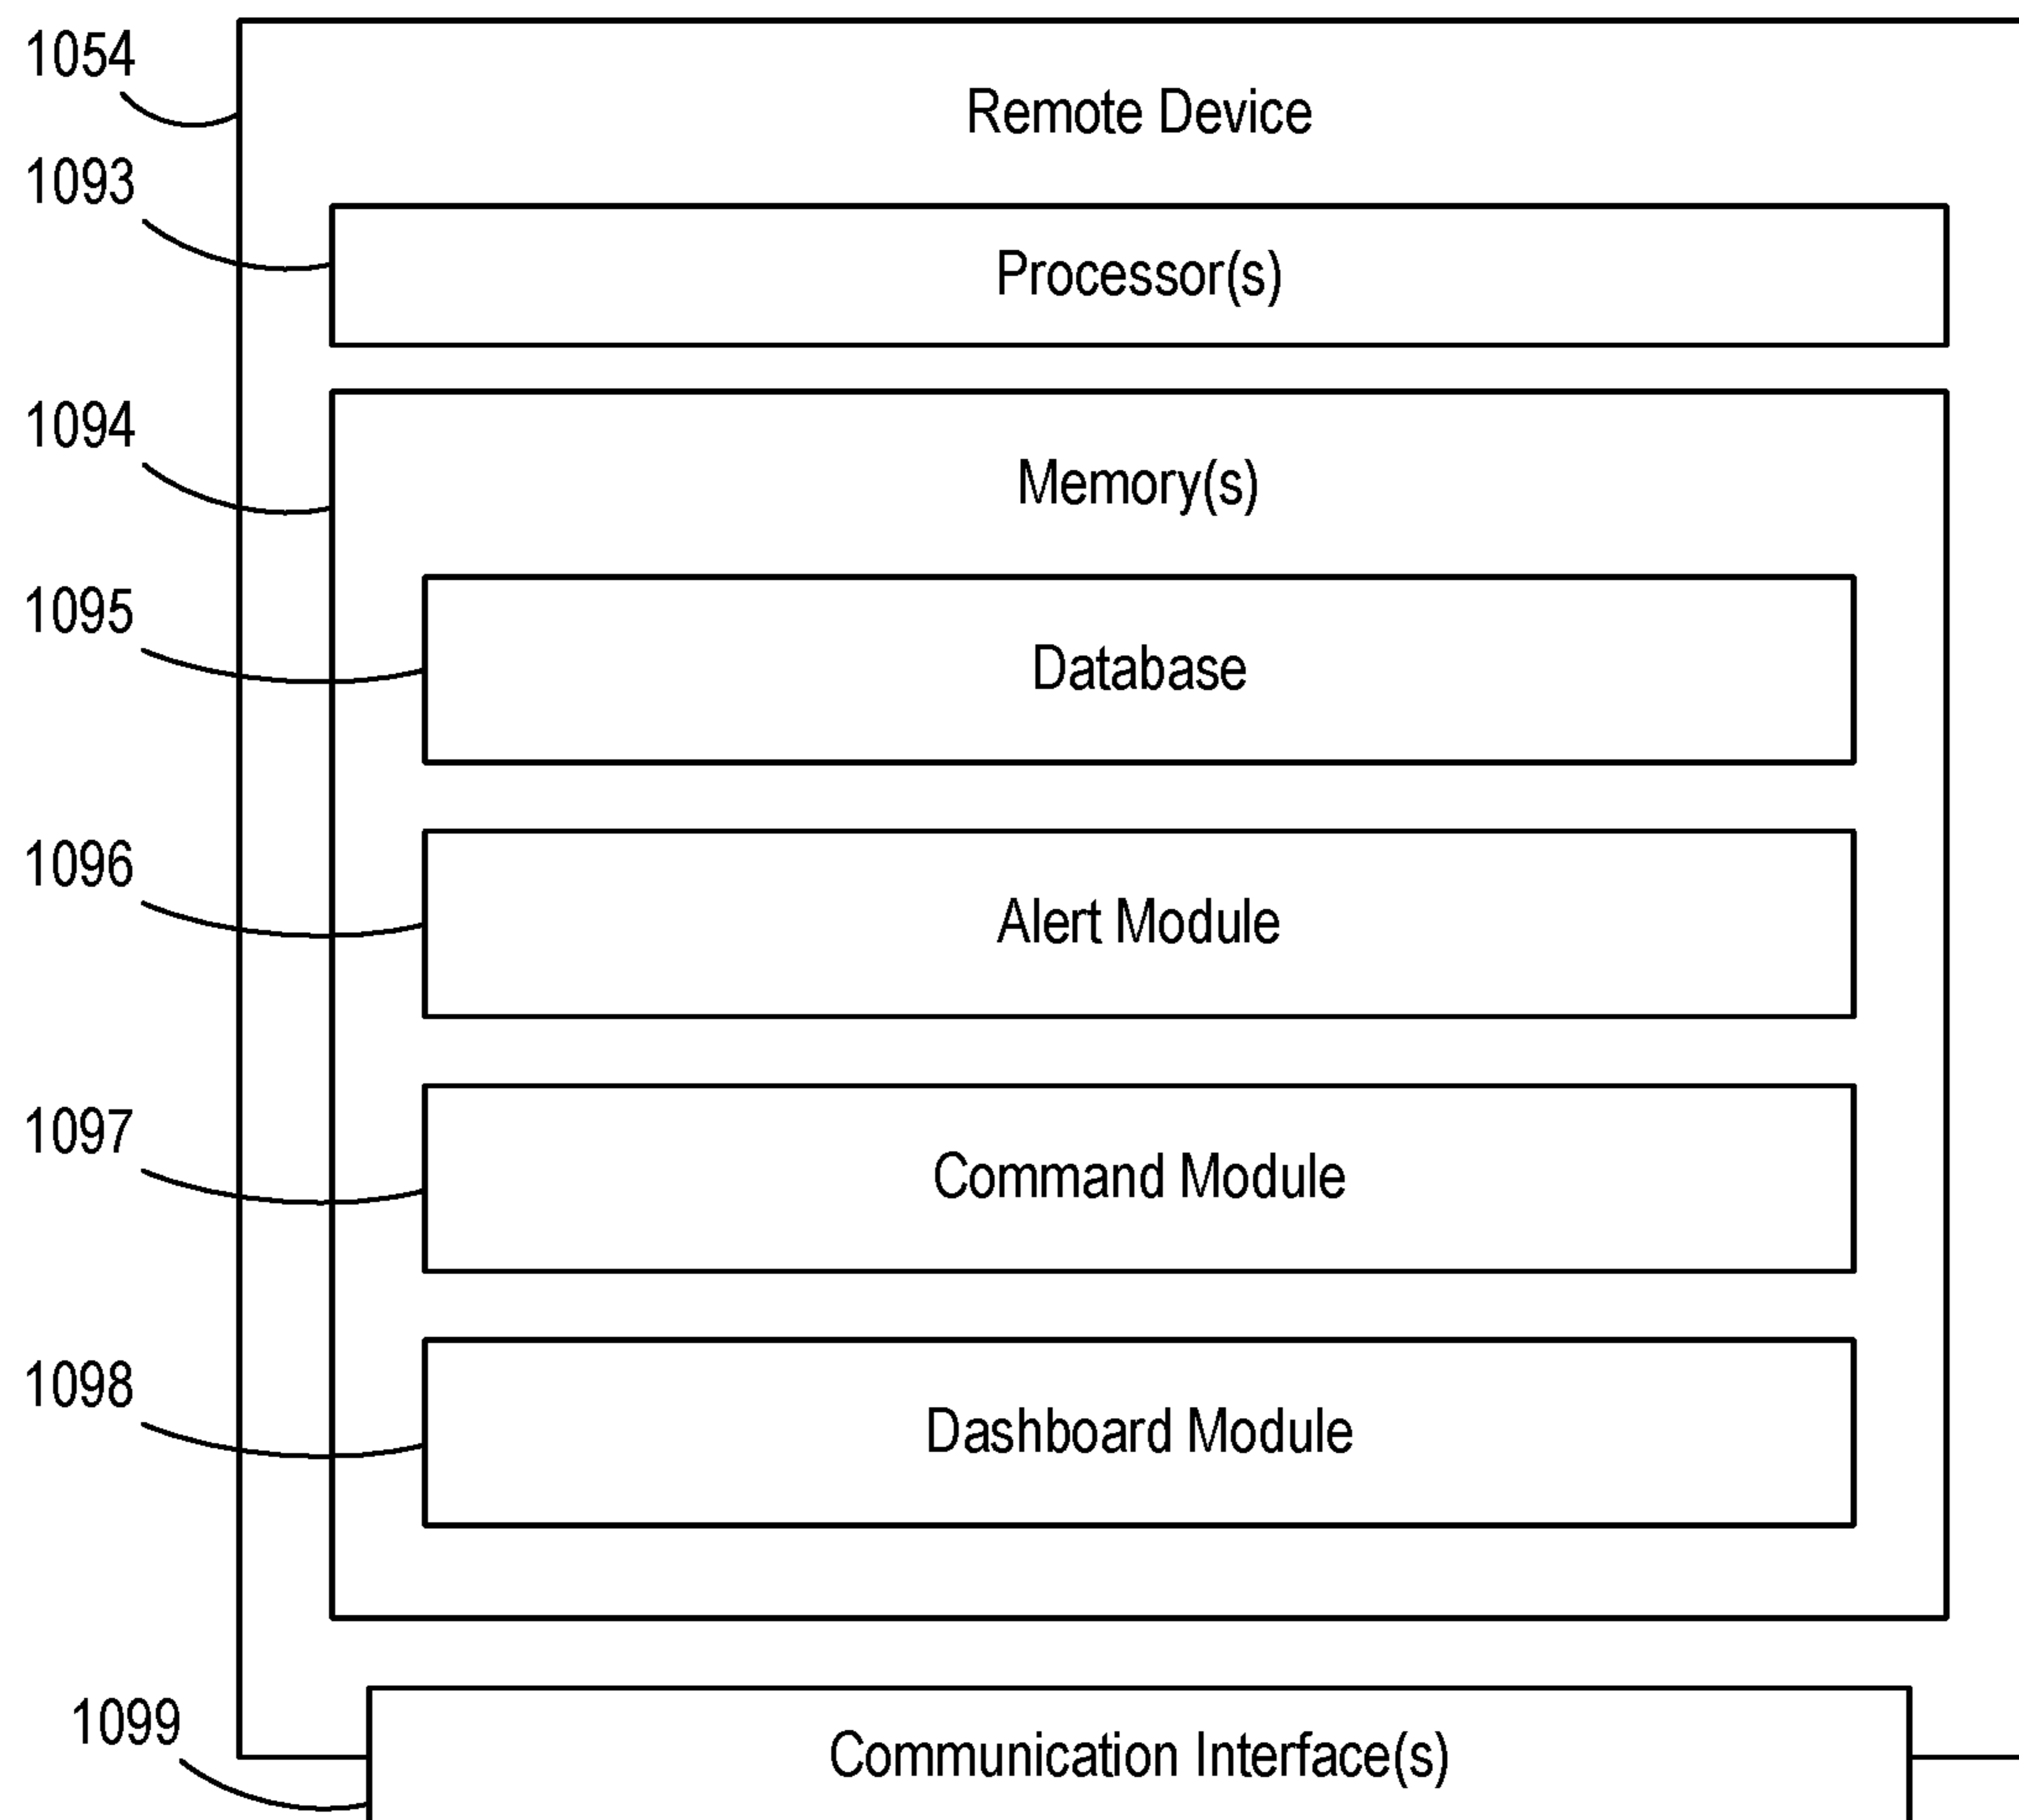 1054
Remote Device
1093
Processor(s)
1094
Memory(s)
1095
Database
1096
Alert Module
1097
Command Module
1098
Dashboard Module
1099
Communication Interface(s)